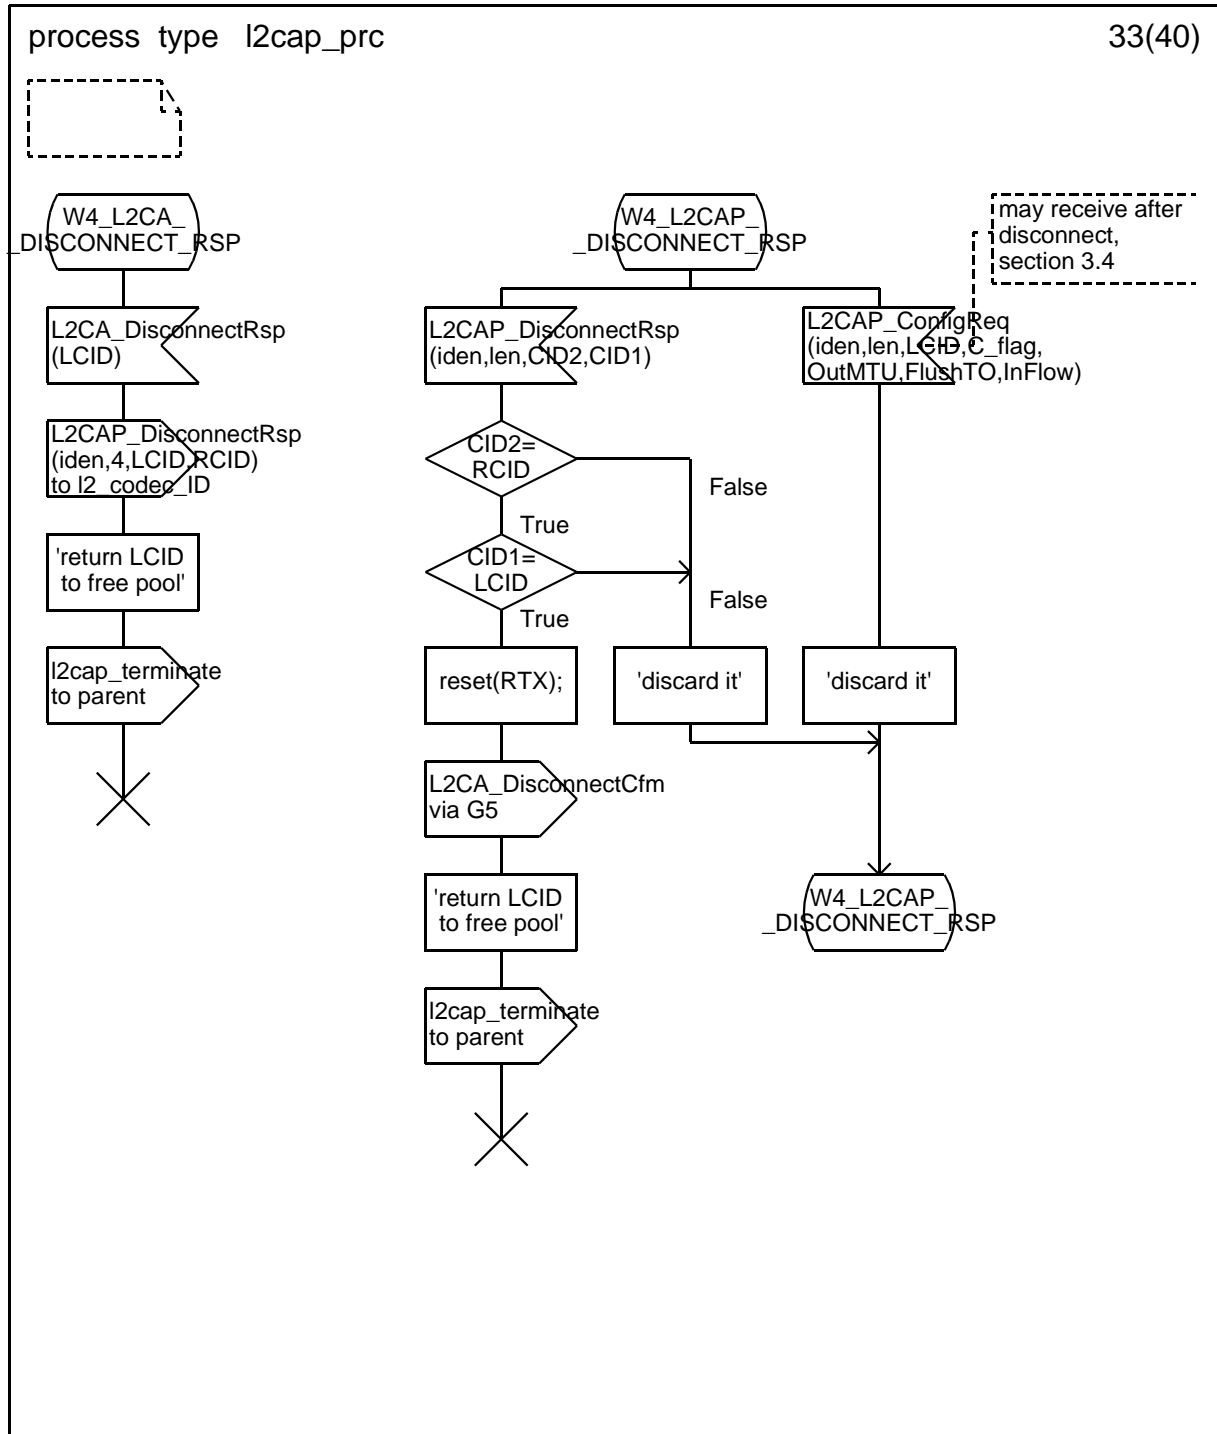 process type l2cap_prc
33(40)
W4_L2CA_
_DISCONNECT_RSP
L2CA_DisconnectRsp
(LCID)
L2CAP_DisconnectRsp
(iden,4,LCID,RCID)
to l2_codec_ID
'return LCID
to free pool'
l2cap_terminate
to parent
W4_L2CAP_
_DISCONNECT_RSP
may receive after
disconnect,
section 3.4
L2CAP_DisconnectRsp
(iden,len,CID2,CID1)
L2CAP_ConfigReq
(iden,len,LCID,C_flag,
OutMTU,FlushTO,InFlow)
CID2=
RCID
False
True
CID1=
LCID
False
True
reset(RTX);
'discard it'
'discard it'
L2CA_DisconnectCfm
via G5
'return LCID
to free pool'
W4_L2CAP_
_DISCONNECT_RSP
l2cap_terminate
to parent